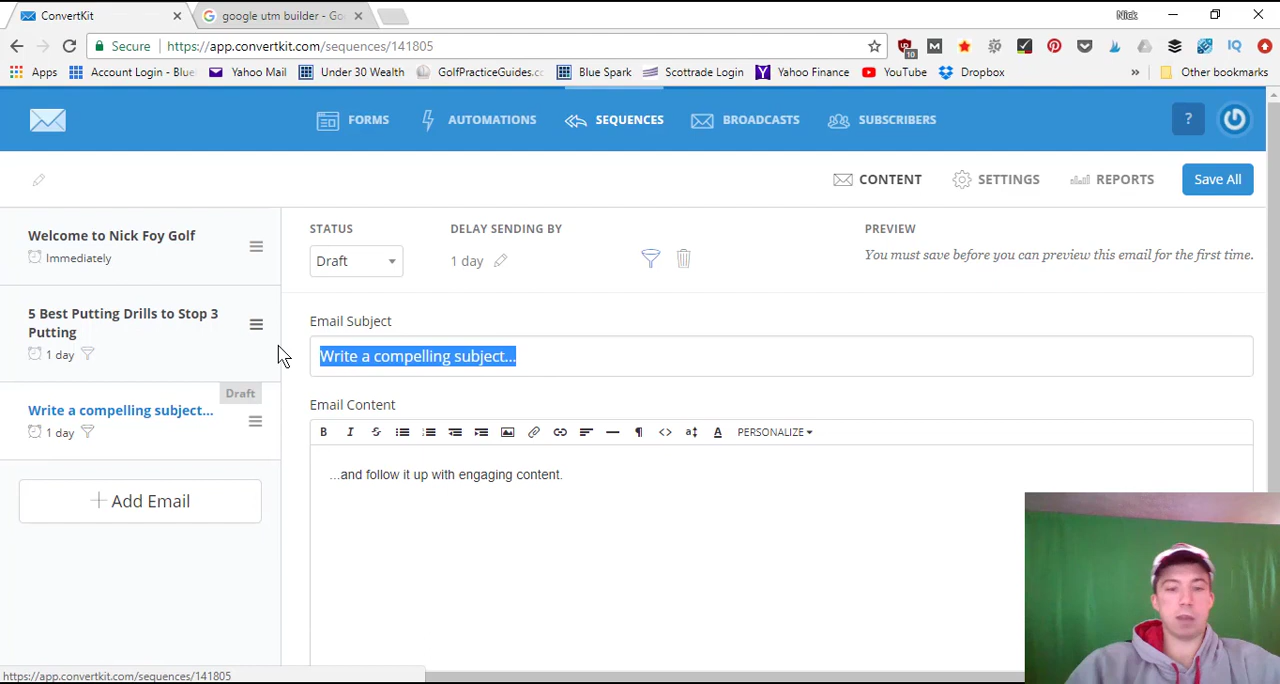 ConvertKit
google utm builder - Go
Nick
Secure
https://app.convertkit.com/sequences/141805
10
IQ
Apps
Account Login - Blue
Yahoo Mail
Under 30 Wealth
GolfPracticeGuides.c
Blue Spark
Scottrade Login
Yahoo Finance
YouTube
Dropbox
»
Other bookmarks
FORMS
AUTOMATIONS
SEQUENCES
BROADCASTS
SUBSCRIBERS
?
CONTENT
SETTINGS
REPORTS
Save All
Welcome to Nick Foy Golf
Immediately
5 Best Putting Drills to Stop 3
Putting
1 day
Draft
Write a compelling subject...
1 day
+ Add Email
STATUS
Draft
DELAY SENDING BY
1 day
PREVIEW
You must save before you can preview this email for the first time.
Email Subject
Write a compelling subject...
Email Content
B I S ¶ <> A PERSONALIZE
...and follow it up with engaging content.
https://app.convertkit.com/sequences/141805